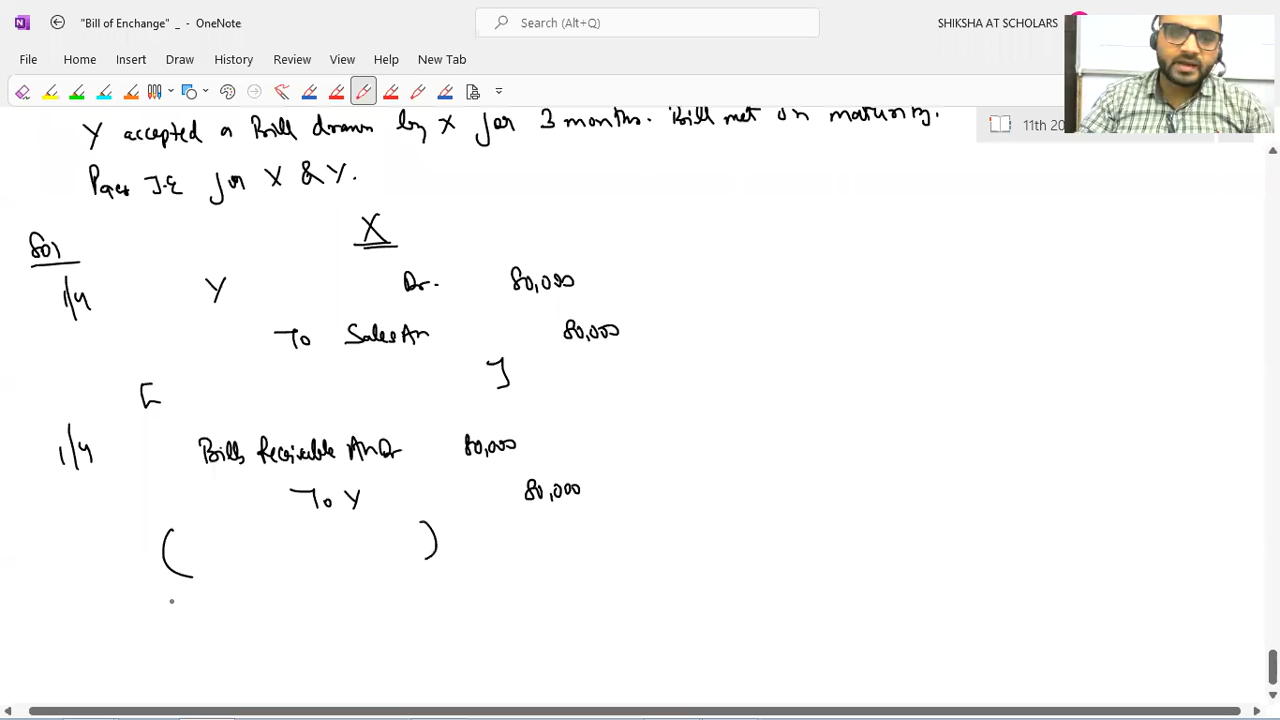 "Bill of Enchange" _ - OneNote
Search (Alt+Q)
SHIKSHA AT SCHOLARS
File Home Insert Draw History Review View Help New Tab
11th 20
Y accepted a Bill drawn by X for 3 months. Bill met on maturity.
Pass J.E for X & Y.
Sol
X
1/4 Y Dr. 80,000
To Sales A/c 80,000
[ ]
1/4 Bills Receivable A/c Dr 80,000
To Y 80,000
( )